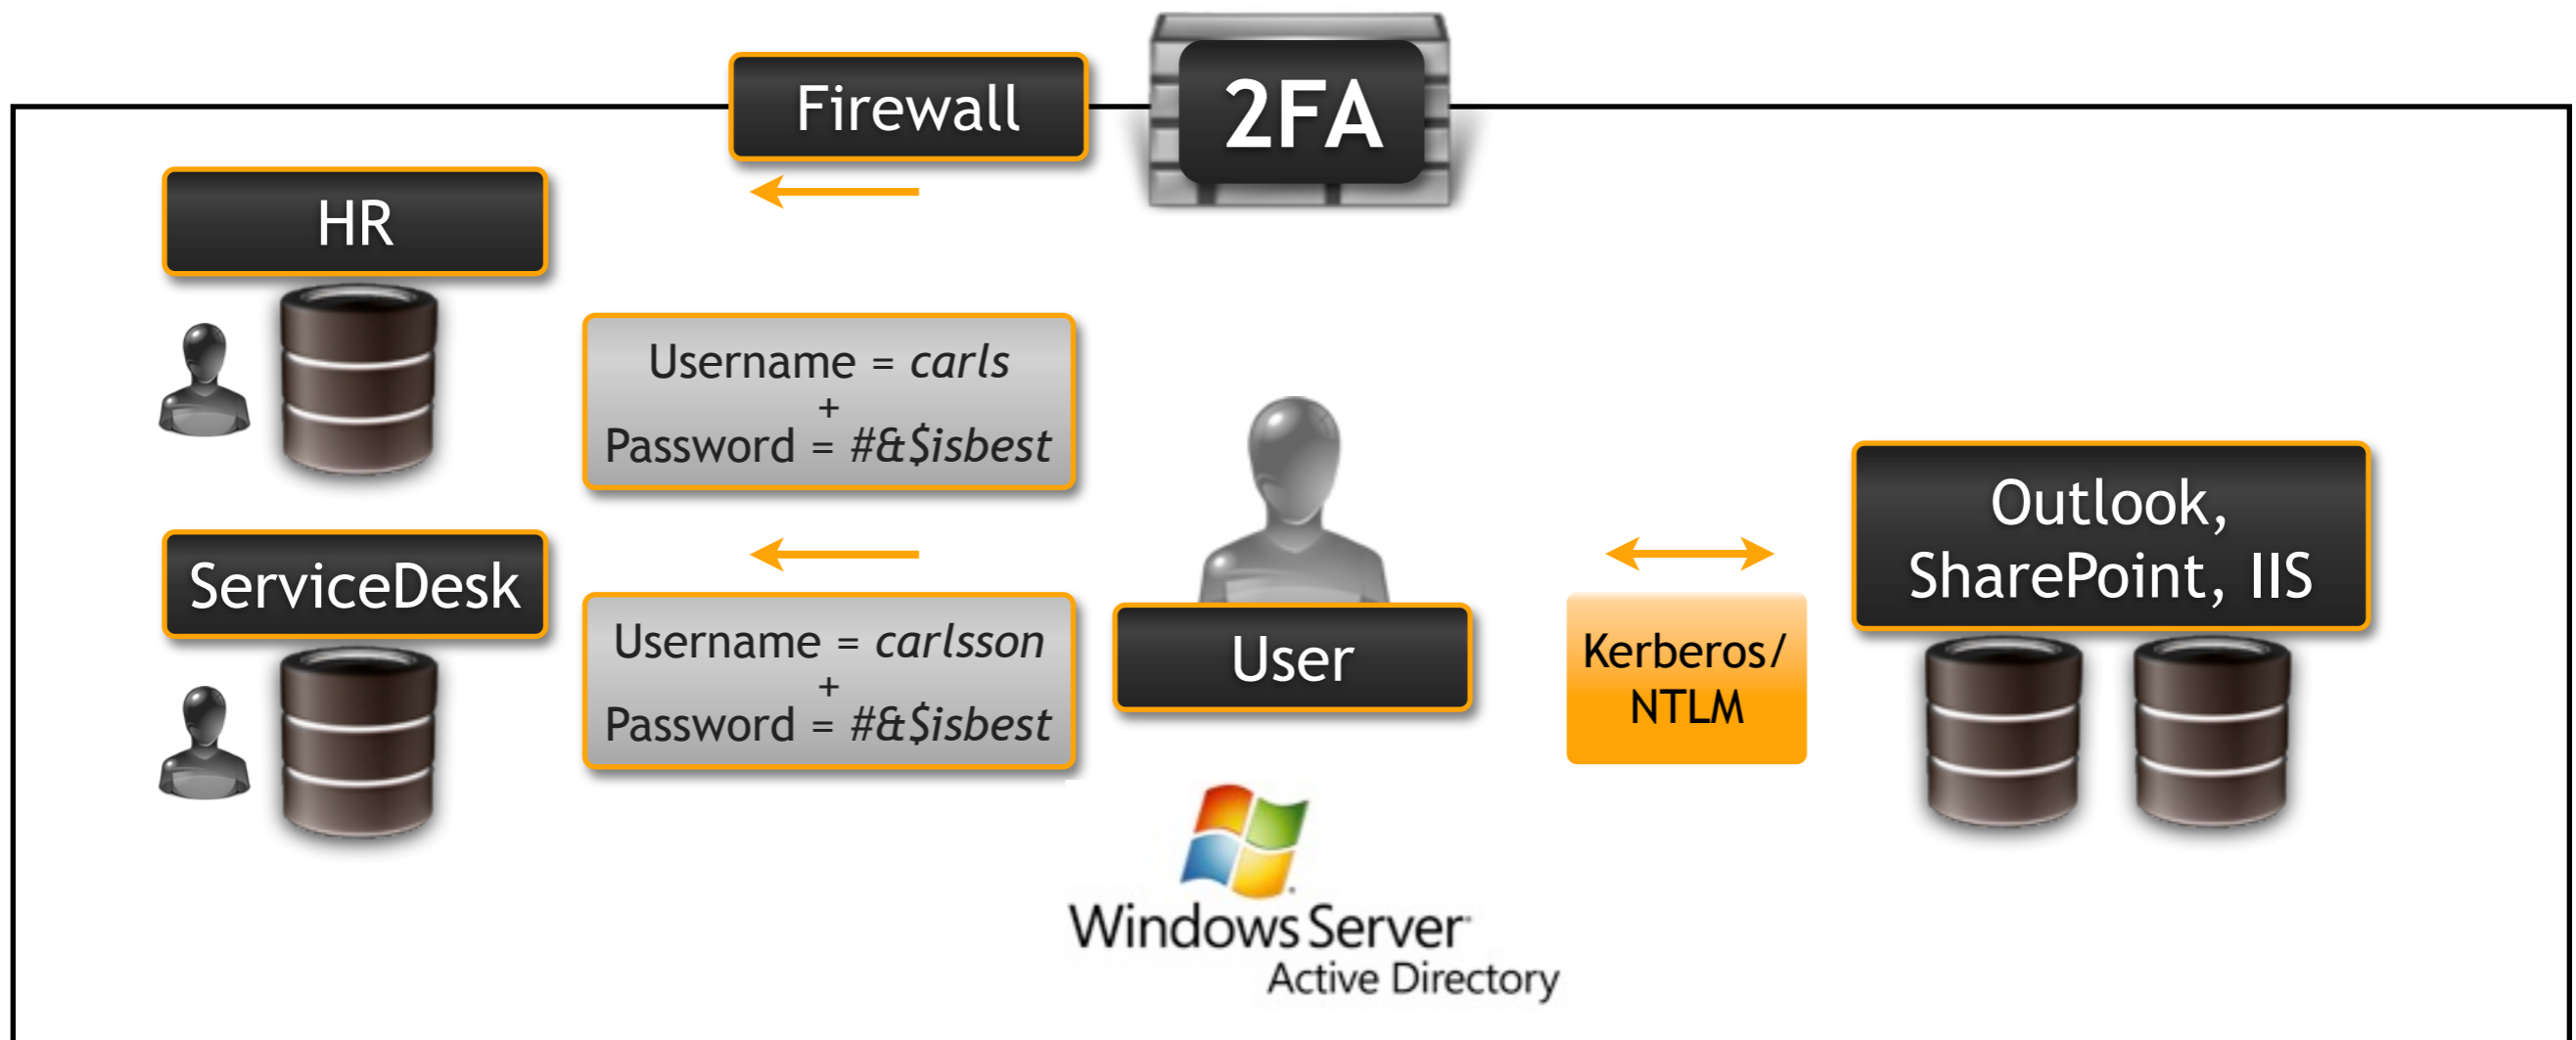 Firewall
2FA
HR
Username = carls
+
Password = #&$isbest
ServiceDesk
Username = carlsson
+
Password = #&$isbest
User
Kerberos/
NTLM
Outlook,
SharePoint, IIS
Windows Server
Active Directory